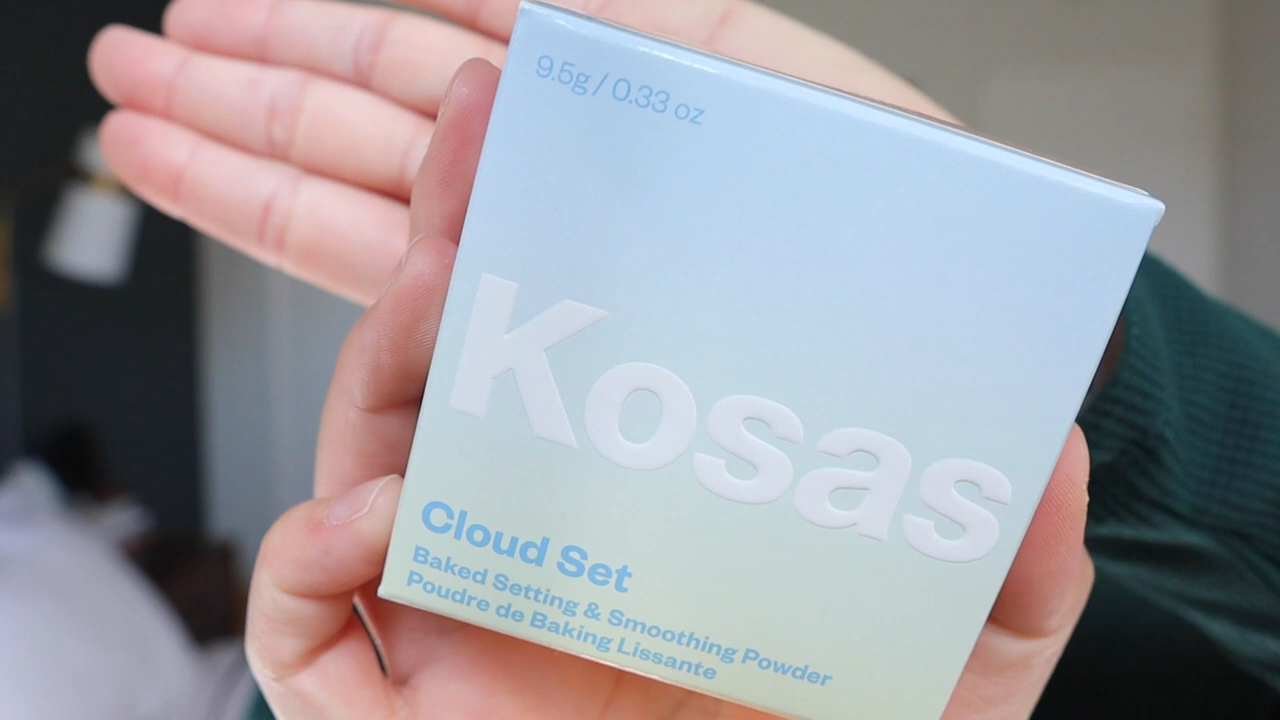 9.5g / 0.33 oz
Kosas
Cloud Set
Baked Setting & Smoothing Powder
Poudre de Baking Lissante